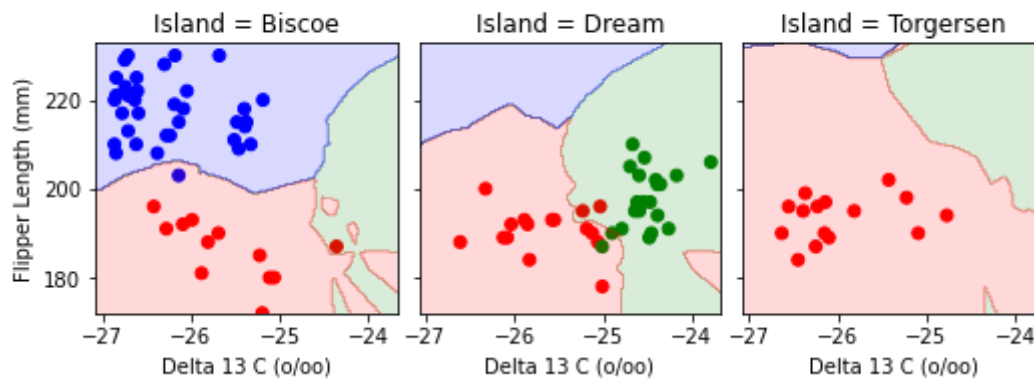 Island = Biscoe
Island = Dream
Island = Torgersen
Flipper Length (mm)
220
200
180
−27 −26 −25 −24
−27 −26 −25 −24
−27 −26 −25 −24
Delta 13 C (o/oo)
Delta 13 C (o/oo)
Delta 13 C (o/oo)